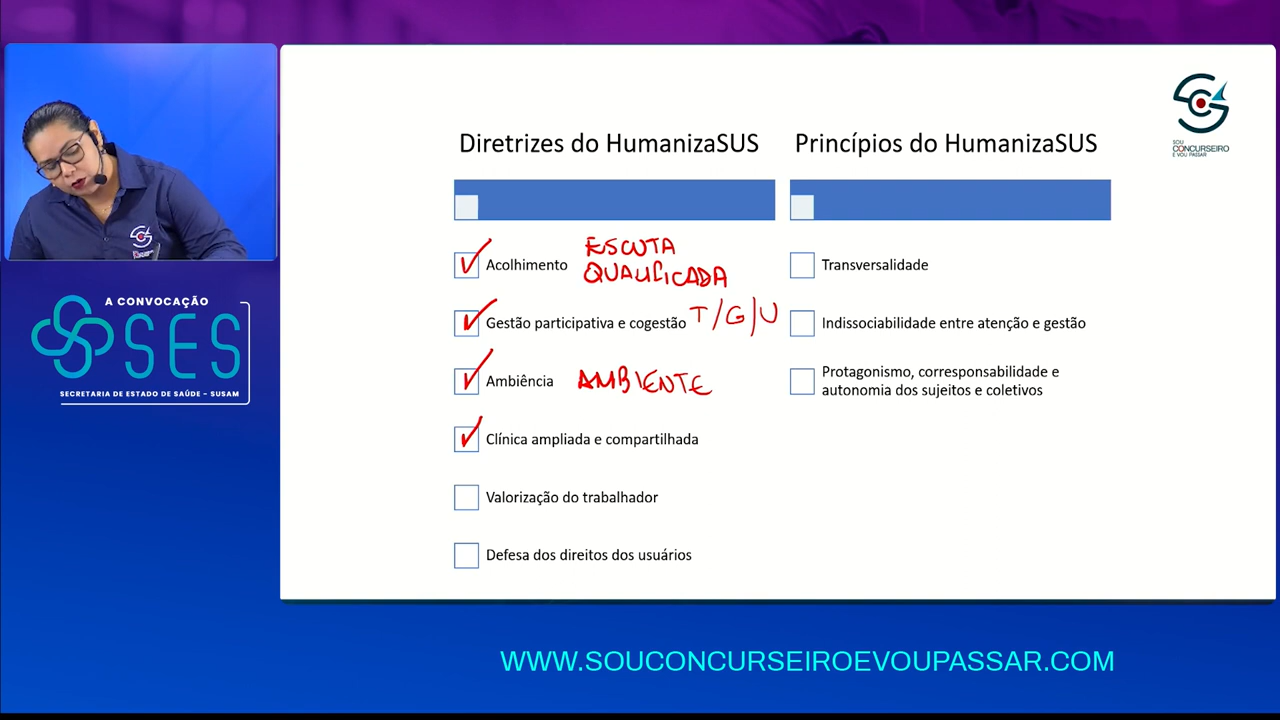 A CONVOCAÇÃO
SES
SECRETARIA DE ESTADO DE SAÚDE - SUSAM
SOU
CONCURSEIRO
E VOU PASSAR
Diretrizes do HumanizaSUS
Acolhimento ESCUTA
QUALIFICADA
Gestão participativa e cogestão T/G/U
Ambiência AMBIENTE
Clínica ampliada e compartilhada
Valorização do trabalhador
Defesa dos direitos dos usuários
Princípios do HumanizaSUS
Transversalidade
Indissociabilidade entre atenção e gestão
Protagonismo, corresponsabilidade e
autonomia dos sujeitos e coletivos
WWW.SOUCONCURSEIROEVOUPASSAR.COM